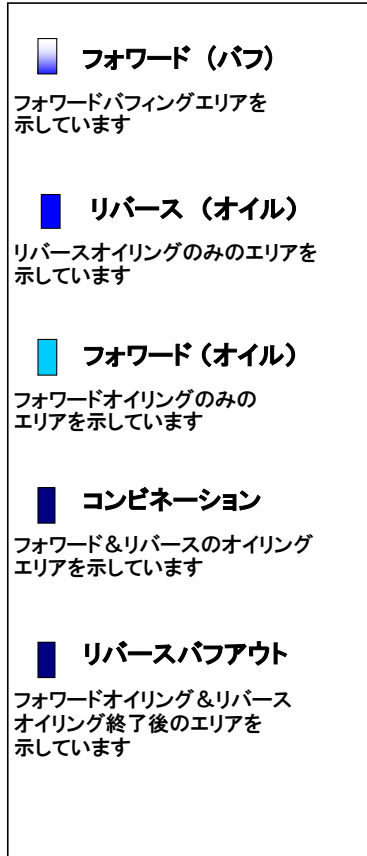 フォワード (バフ)
フォワードバフィングエリアを
示しています
リバース (オイル)
リバースオイリングのみのエリアを
示しています
フォワード (オイル)
フォワードオイリングのみの
エリアを示しています
コンビネーション
フォワード&リバースのオイリング
エリアを示しています
リバースバフアウト
フォワードオイリング&リバース
オイリング終了後のエリアを
示しています